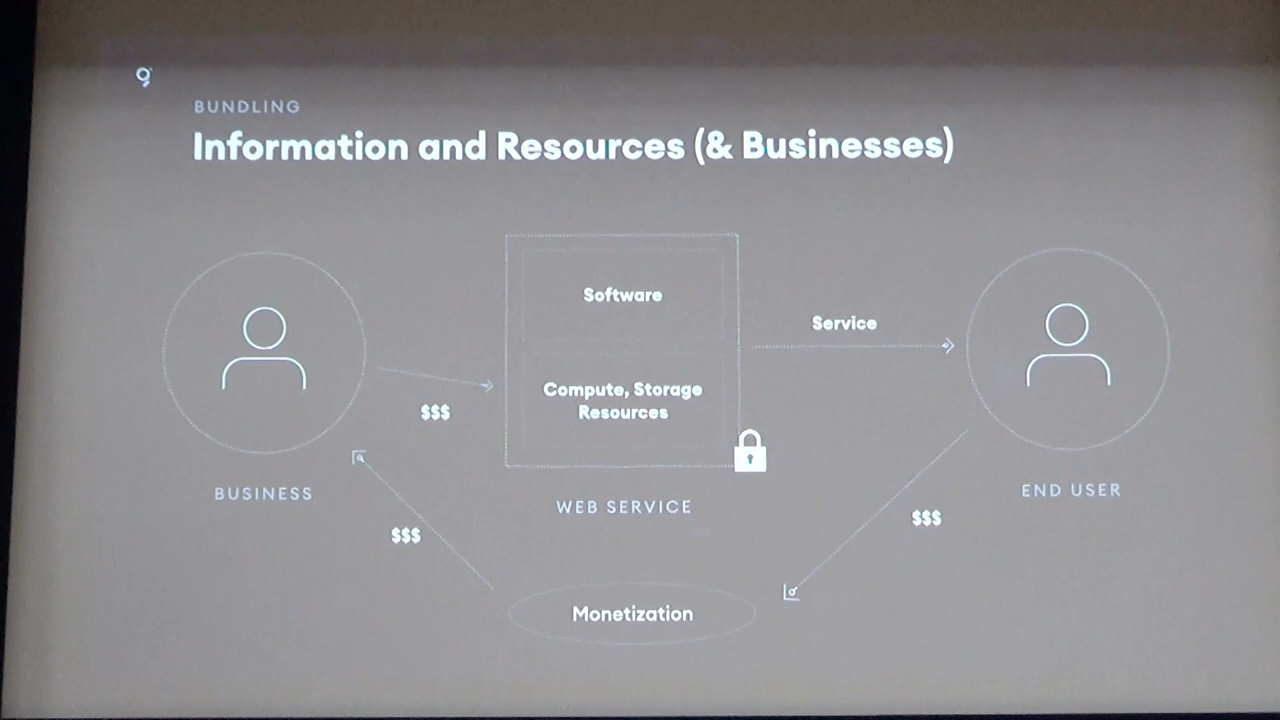 BUNDLING
Information and Resources (& Businesses)
Software
Service
Compute, Storage
Resources
$$$
BUSINESS
WEB SERVICE
END USER
$$$
$$$
Monetization